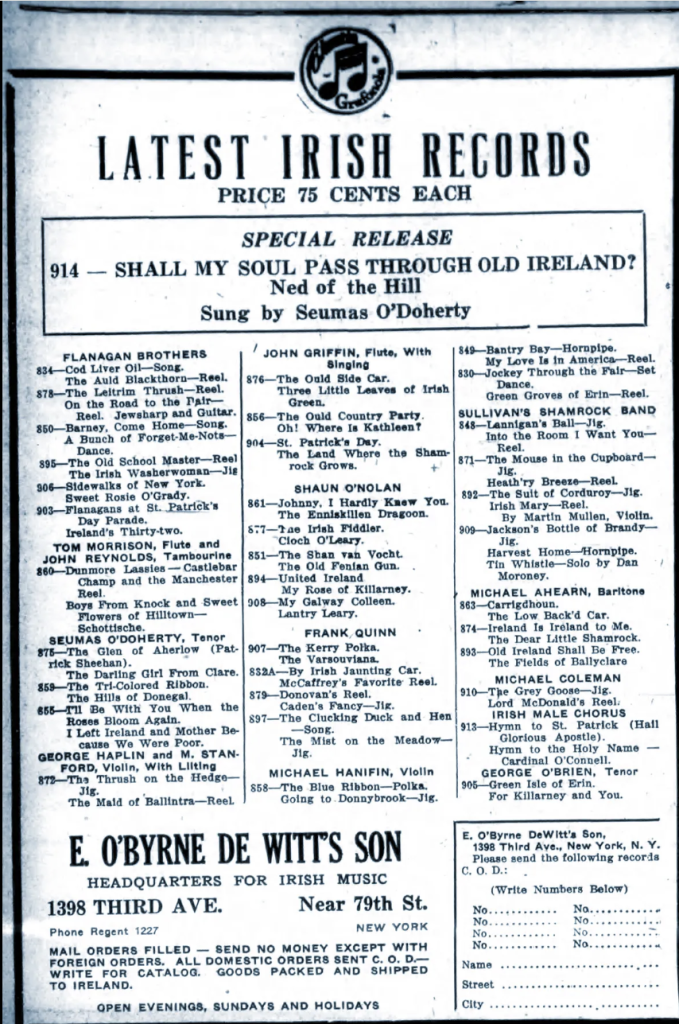 Columbia
Grafonola
LATEST IRISH RECORDS
PRICE 75 CENTS EACH
SPECIAL RELEASE
914 — SHALL MY SOUL PASS THROUGH OLD IRELAND?
Ned of the Hill
Sung by Seumas O'Doherty
FLANAGAN BROTHERS
834—Cod Liver Oil—Song.
The Auld Blackthorn—Reel.
878—The Leitrim Thrush—Reel.
On the Road to the Fair—
Reel. Jewsharp and Guitar.
850—Barney, Come Home—Song.
A Bunch of Forget-Me-Nots—
Dance.
895—The Old School Master—Reel
The Irish Washerwoman—Jig
906—Sidewalks of New York.
Sweet Rosie O'Grady.
903—Flanagans at St. Patrick's
Day Parade.
Ireland's Thirty-two.
TOM MORRISON, Flute and
JOHN REYNOLDS, Tambourine
860—Dunmore Lassies — Castlebar
Champ and the Manchester
Reel.
Boys From Knock and Sweet
Flowers of Hilltown—
Schottische.
SEUMAS O'DOHERTY, Tenor
875—The Glen of Aherlow (Pat-
rick Sheehan).
The Darling Girl From Clare.
859—The Tri-Colored Ribbon.
The Hills of Donegal.
855—I'll Be With You When the
Roses Bloom Again.
I Left Ireland and Mother Be-
cause We Were Poor.
GEORGE HAPLIN and M. STAN-
FORD, Violin, With Lilting
872—The Thrush on the Hedge—
Jig.
The Maid of Ballintra—Reel.
JOHN GRIFFIN, Flute, With
Singing
876—The Ould Side Car.
Three Little Leaves of Irish
Green.
856—The Ould Country Party.
Oh! Where Is Kathleen?
904—St. Patrick's Day.
The Land Where the Sham-
rock Grows.
SHAUN O'NOLAN
861—Johnny, I Hardly Knew You.
The Enniskillen Dragoon.
877—The Irish Fiddler.
Cloch O'Leary.
851—The Shan van Vocht.
The Old Fenian Gun.
894—United Ireland
My Rose of Killarney.
908—My Galway Colleen.
Lantry Leary.
FRANK QUINN
907—The Kerry Polka.
The Varsouviana.
832A—By Irish Jaunting Car.
McCaffrey's Favorite Reel.
879—Donovan's Reel.
Caden's Fancy—Jig.
897—The Clucking Duck and Hen
—Song.
The Mist on the Meadow—
Jig.
MICHAEL HANIFIN, Violin
858—The Blue Ribbon—Polka.
Going to Donnybrook—Jig.
849—Bantry Bay—Hornpipe.
My Love Is in America—Reel.
830—Jockey Through the Fair—Set
Dance.
Green Groves of Erin—Reel.
SULLIVAN'S SHAMROCK BAND
848—Lannigan's Ball—Jig.
Into the Room I Want You—
Reel.
871—The Mouse in the Cupboard—
Jig.
Heath'ry Breeze—Reel.
892—The Suit of Corduroy—Jig.
Irish Mary—Reel.
By Martin Mullen, Violin.
909—Jackson's Bottle of Brandy—
Jig.
Harvest Home—Hornpipe.
Tin Whistle—Solo by Dan
Moroney.
MICHAEL AHEARN, Baritone
863—Carrigdhoun.
The Low Back'd Car.
874—Ireland Is Ireland to Me.
The Dear Little Shamrock.
893—Old Ireland Shall Be Free.
The Fields of Ballyclare
MICHAEL COLEMAN
910—The Grey Goose—Jig.
Lord McDonald's Reel.
IRISH MALE CHORUS
913—Hymn to St. Patrick (Hail
Glorious Apostle).
Hymn to the Holy Name —
Cardinal O'Connell.
GEORGE O'BRIEN, Tenor
905—Green Isle of Erin.
For Killarney and You.
E. O'BYRNE DE WITT'S SON
HEADQUARTERS FOR IRISH MUSIC
1398 THIRD AVE. Near 79th St.
Phone Regent 1227 NEW YORK
MAIL ORDERS FILLED — SEND NO MONEY EXCEPT WITH
FOREIGN ORDERS. ALL DOMESTIC ORDERS SENT C. O. D.—
WRITE FOR CATALOG. GOODS PACKED AND SHIPPED
TO IRELAND.
OPEN EVENINGS, SUNDAYS AND HOLIDAYS
E. O'Byrne DeWitt's Son,
1398 Third Ave., New York, N. Y.
Please send the following records
C. O. D.:
(Write Numbers Below)
No............ No............
No............ No............
No............ No............
No............ No............
Name ............................
Street ............................
City ............................